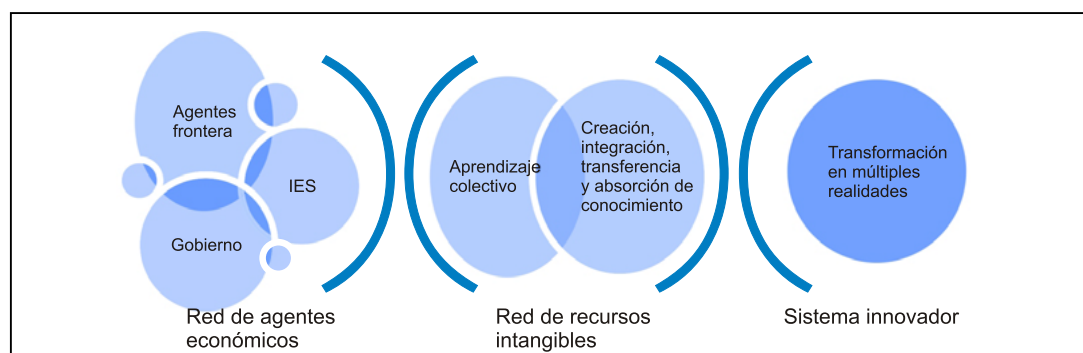 Agentes
frontera
IES
Gobierno
Red de agentes
económicos
Aprendizaje
colectivo
Creación,
integración,
transferencia
y absorción de
conocimiento
Red de recursos
intangibles
Transformación
en múltiples
realidades
Sistema innovador